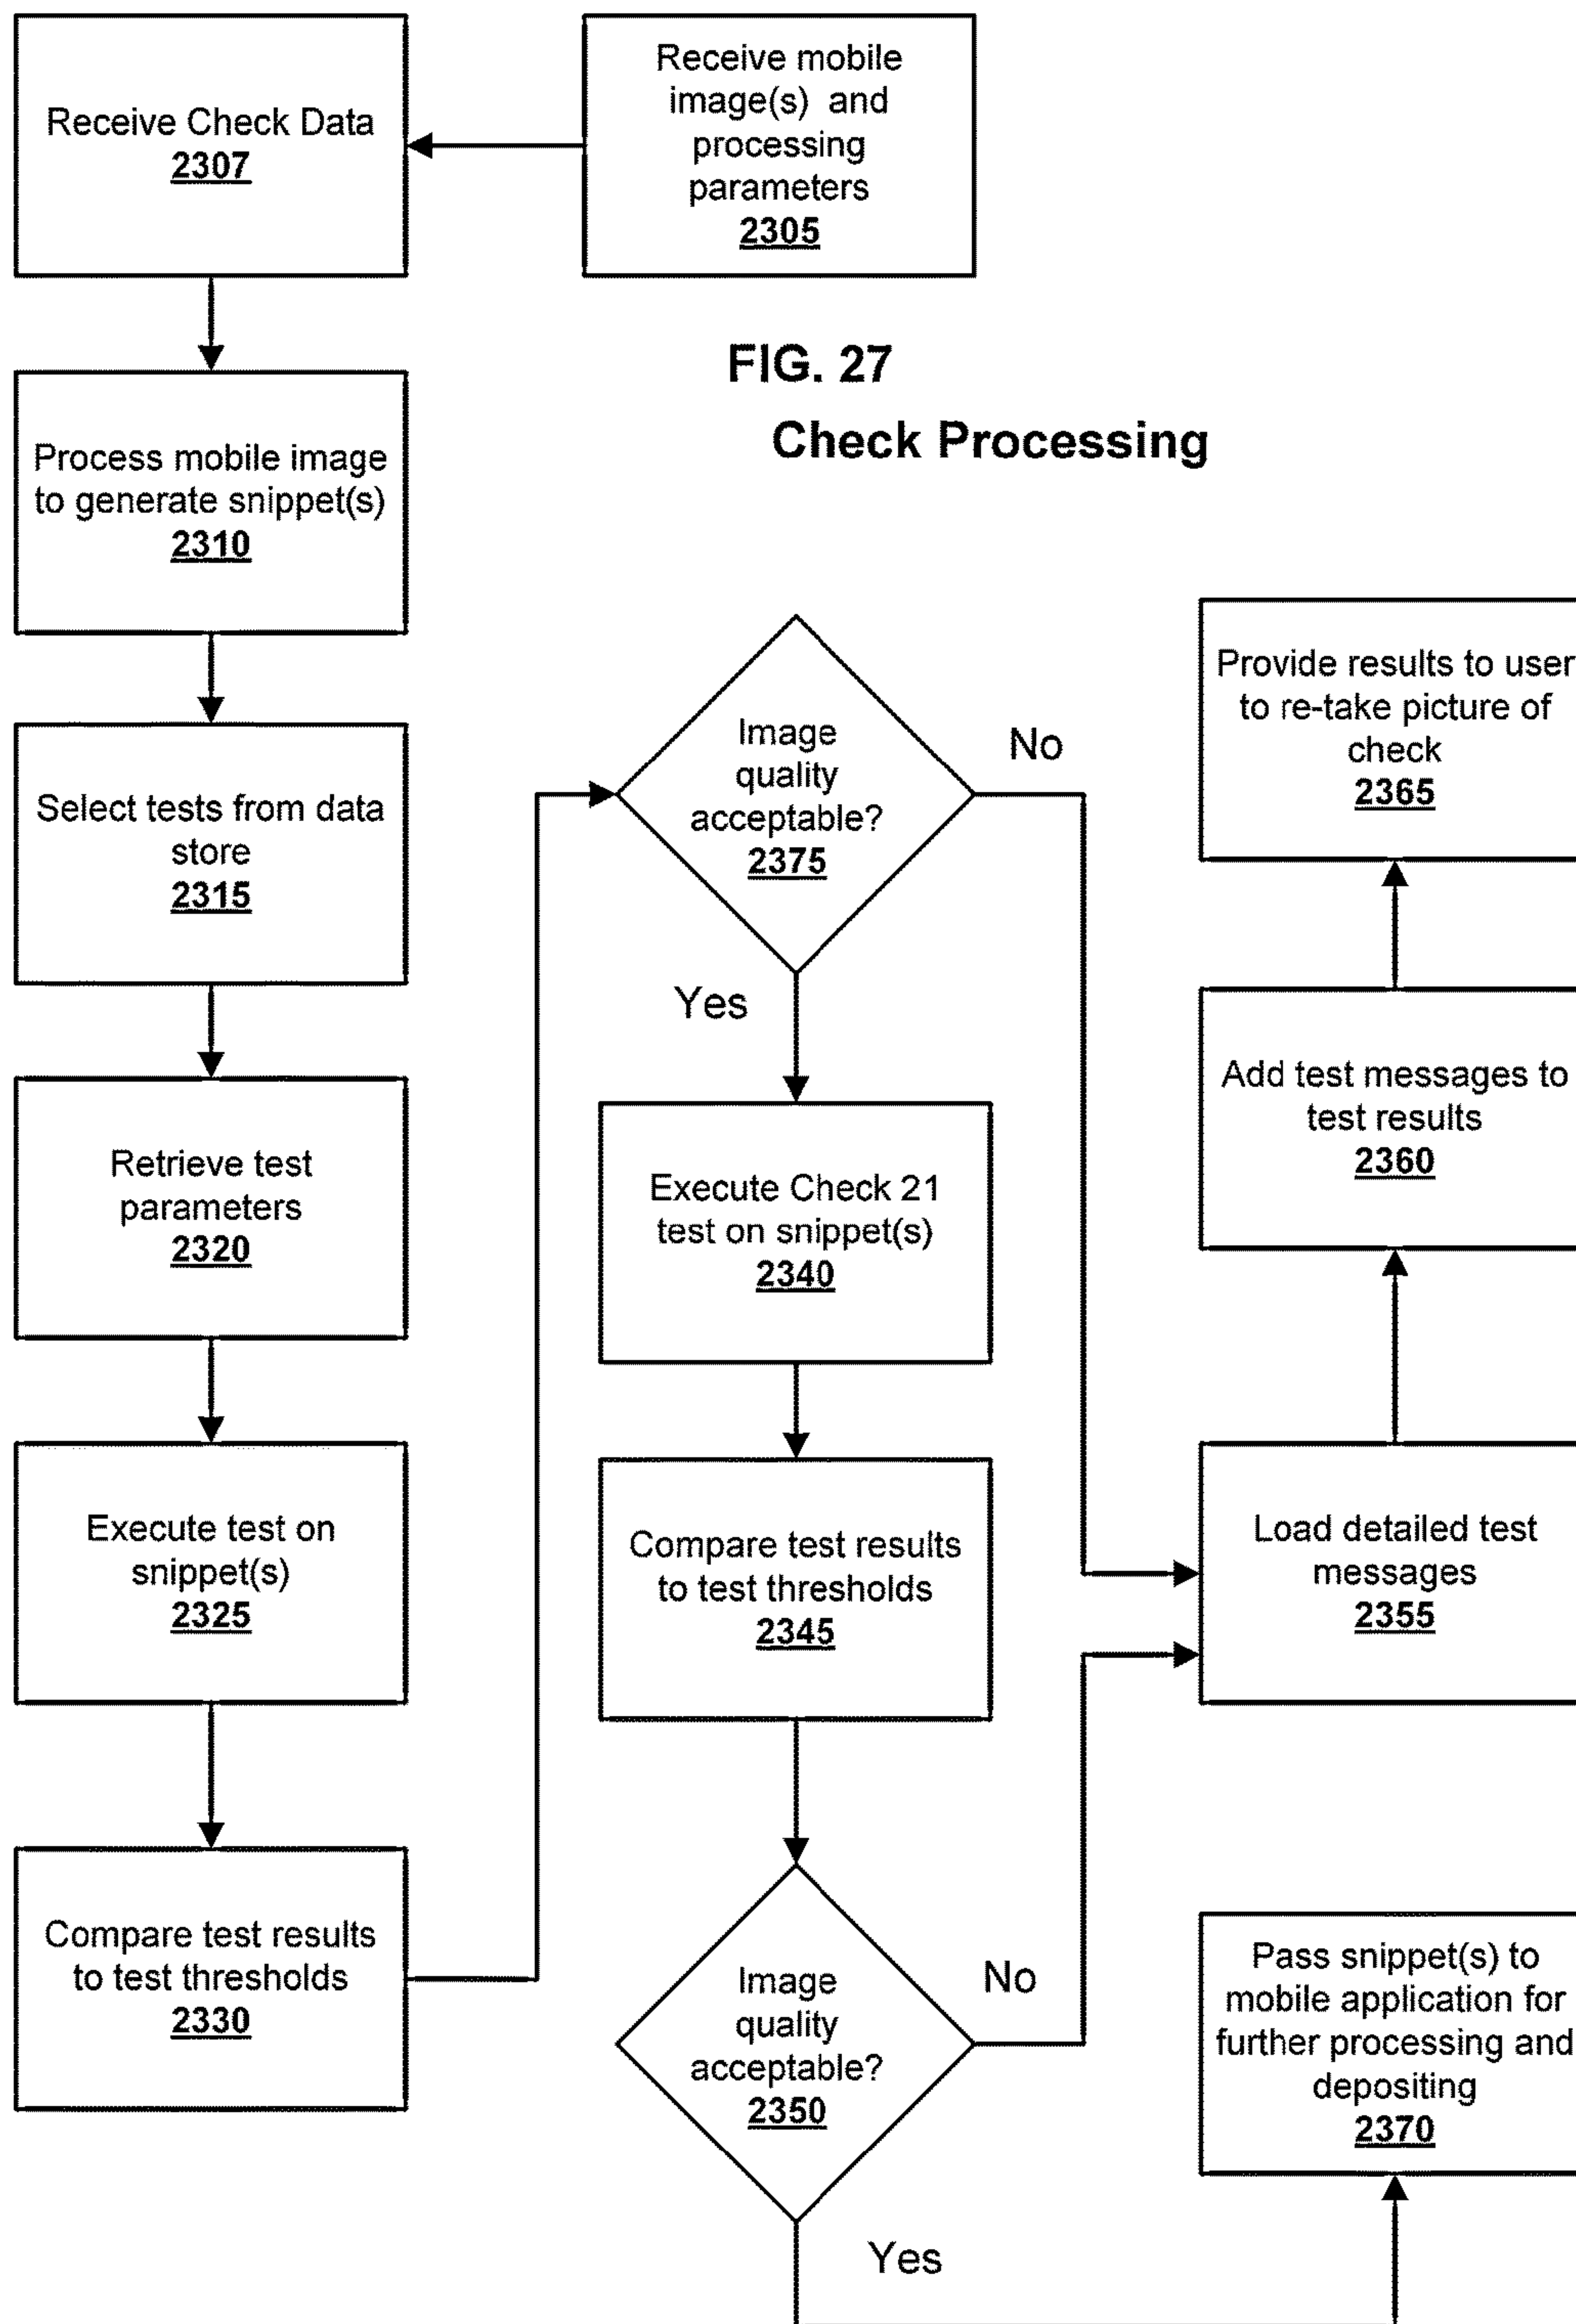 Receive Check Data
2307
Receive mobile
image(s) and
processing
parameters
2305
FIG. 27
Check Processing
Process mobile image
to generate snippet(s)
2310
Select tests from data
store
2315
Retrieve test
parameters
2320
Execute test on
snippet(s)
2325
Compare test results
to test thresholds
2330
Image
quality
acceptable?
2375
No
Yes
Execute Check 21
test on snippet(s)
2340
Compare test results
to test thresholds
2345
Image
quality
acceptable?
2350
No
Yes
Provide results to user
to re-take picture of
check
2365
Add test messages to
test results
2360
Load detailed test
messages
2355
Pass snippet(s) to
mobile application for
further processing and
depositing
2370